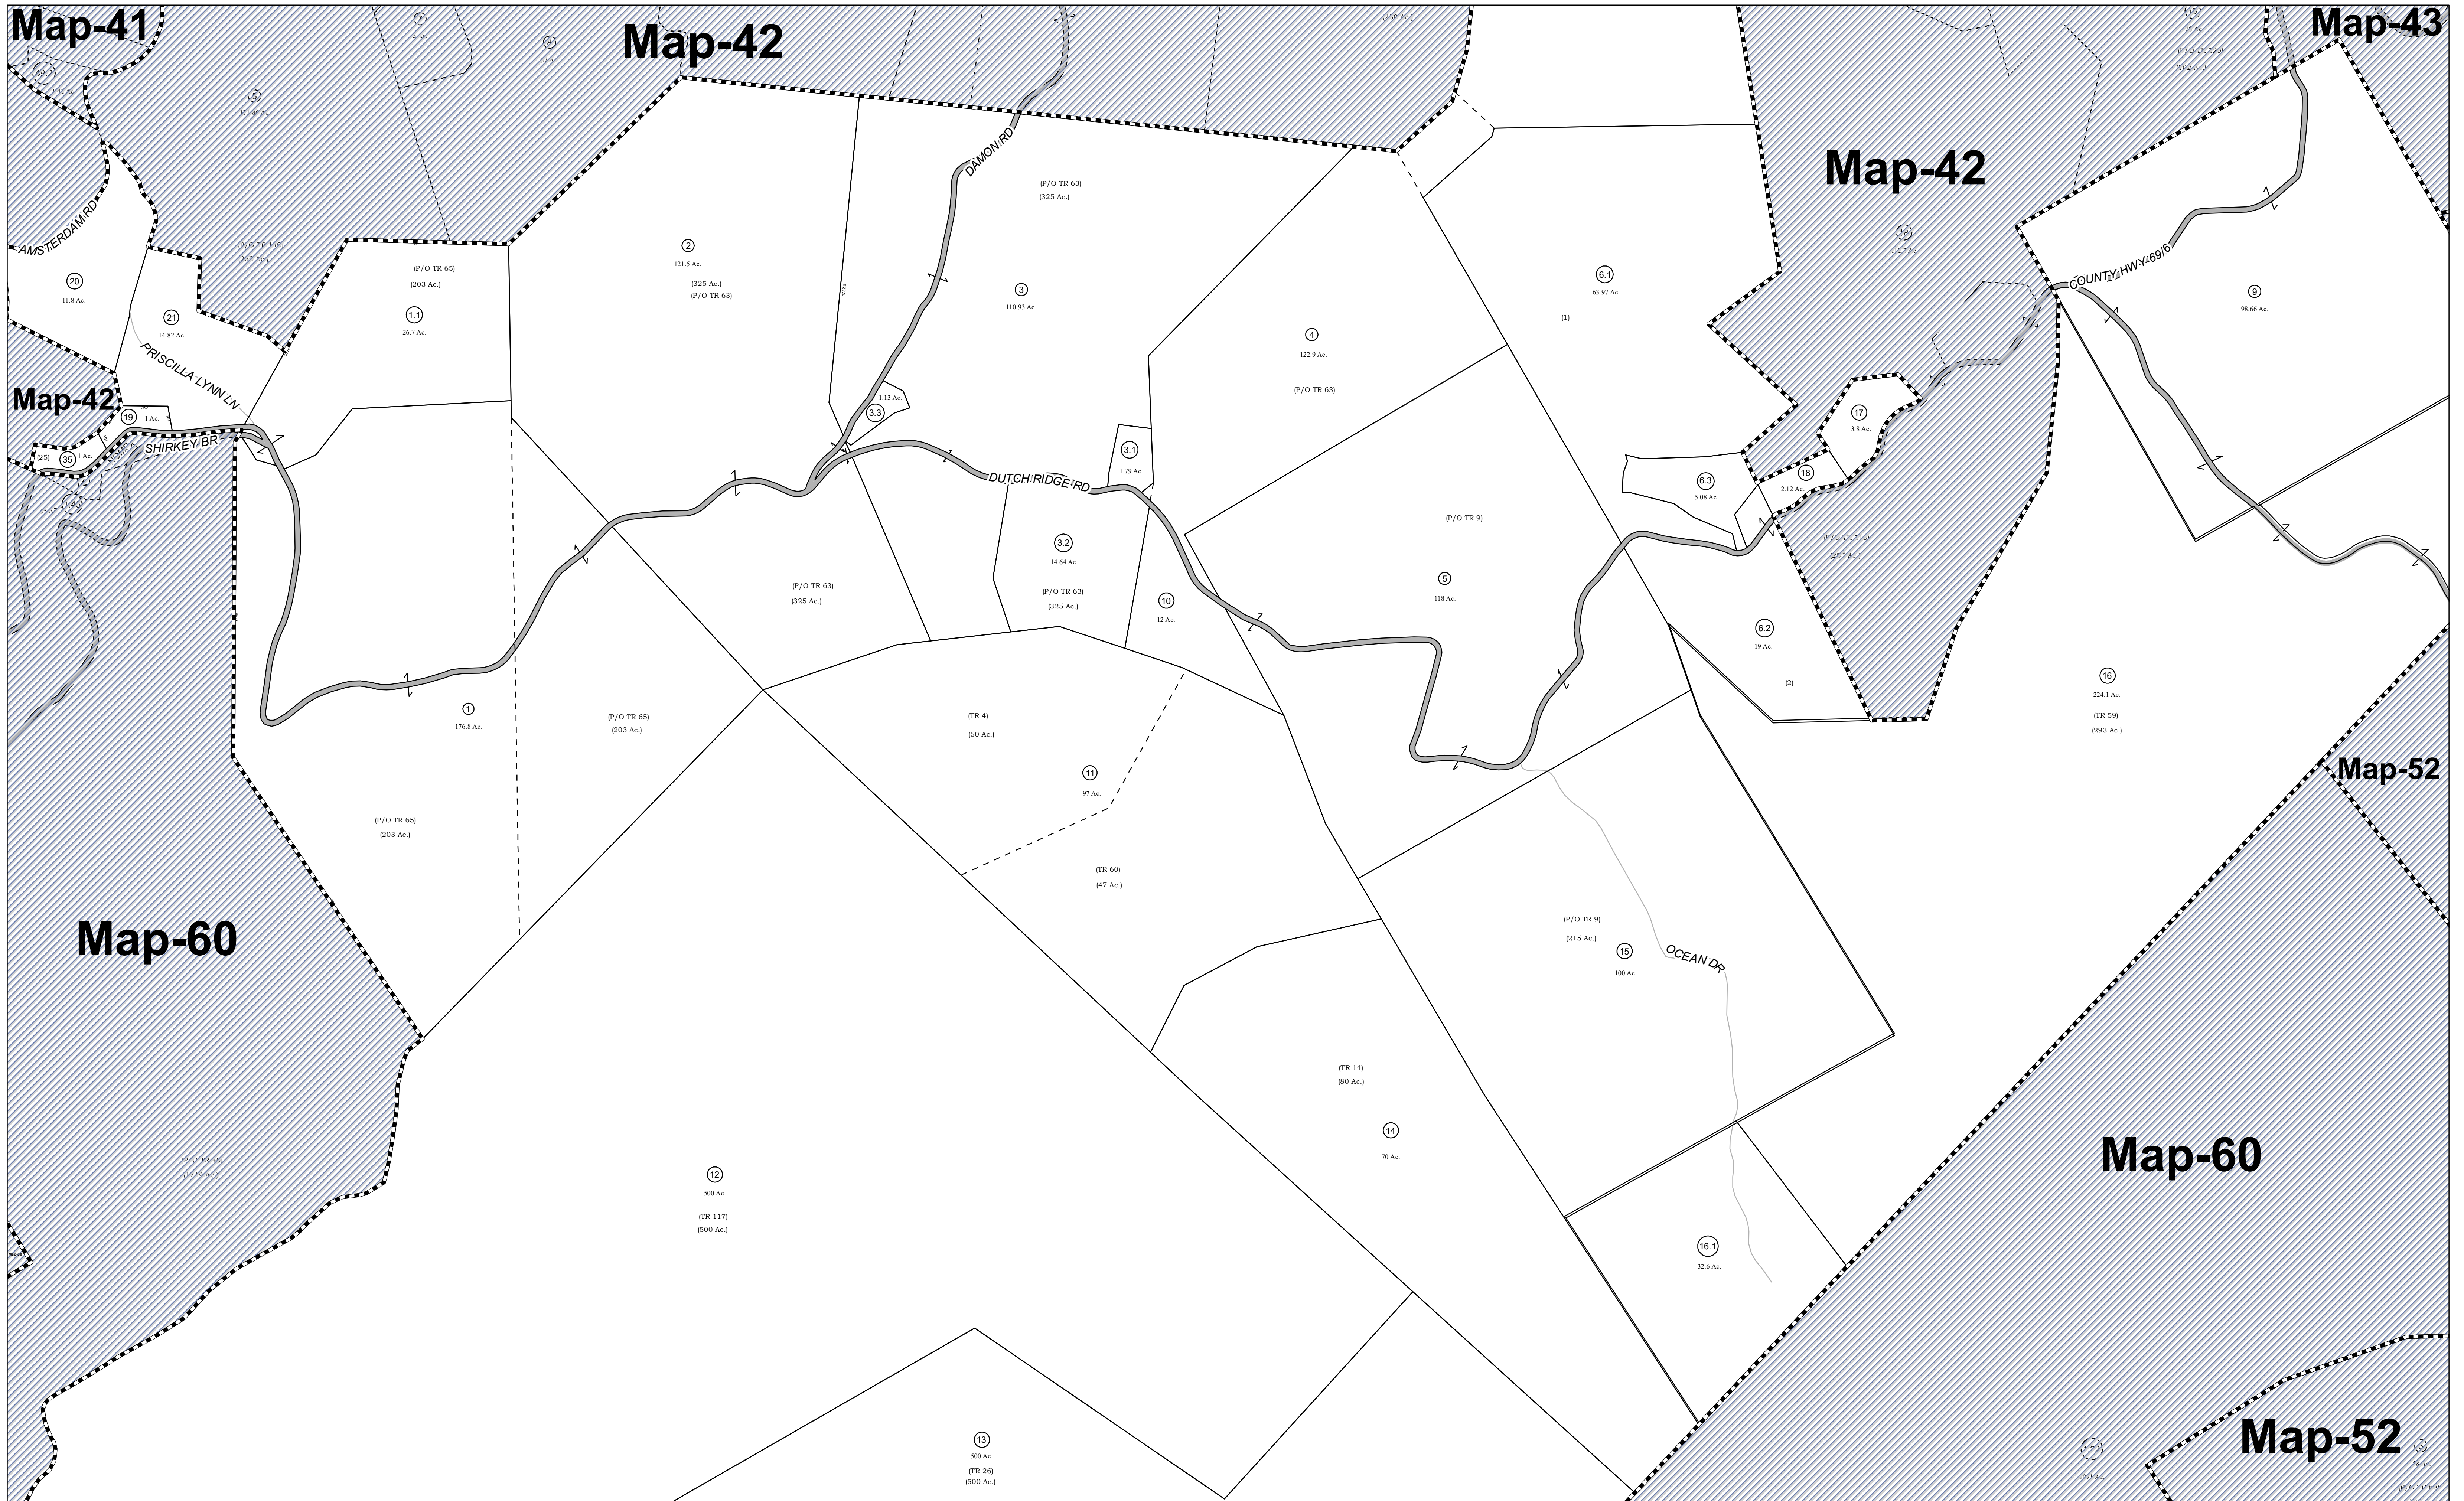 Map-41
Map-42
Map-43
DAMON RD
(P/O TR 63)
(325 Ac.)
Map-42
AMSTERDAM RD
20
11.8 Ac.
21
14.82 Ac.
PRISCILLA LYNN LN
(P/O TR 65)
(203 Ac.)
1.1
26.7 Ac.
2
121.5 Ac.
(325 Ac.)
(P/O TR 63)
3
110.93 Ac.
4
122.9 Ac.
(P/O TR 63)
6.1
63.97 Ac.
(1)
COUNTY HWY 69/6
9
98.66 Ac.
Map-42
19
1 Ac.
(25)
35
1 Ac.
SHIRKEY BR
1.13 Ac.
3.3
3.1
1.79 Ac.
DUTCH RIDGE RD
17
3.8 Ac.
18
2.12 Ac.
6.3
5.08 Ac.
(P/O TR 9)
3.2
14.64 Ac.
(P/O TR 63)
(325 Ac.)
(P/O TR 63)
(325 Ac.)
10
12 Ac.
5
118 Ac.
6.2
19 Ac.
(2)
16
224.1 Ac.
(TR 59)
(293 Ac.)
1
176.8 Ac.
(P/O TR 65)
(203 Ac.)
(TR 4)
(50 Ac.)
11
97 Ac.
Map-52
(P/O TR 65)
(203 Ac.)
(TR 60)
(47 Ac.)
Map-60
(P/O TR 9)
(215 Ac.)
15
100 Ac.
OCEAN DR
(TR 14)
(80 Ac.)
14
70 Ac.
Map-60
12
500 Ac.
(TR 117)
(500 Ac.)
16.1
32.6 Ac.
13
500 Ac.
(TR 26)
(500 Ac.)
Map-52